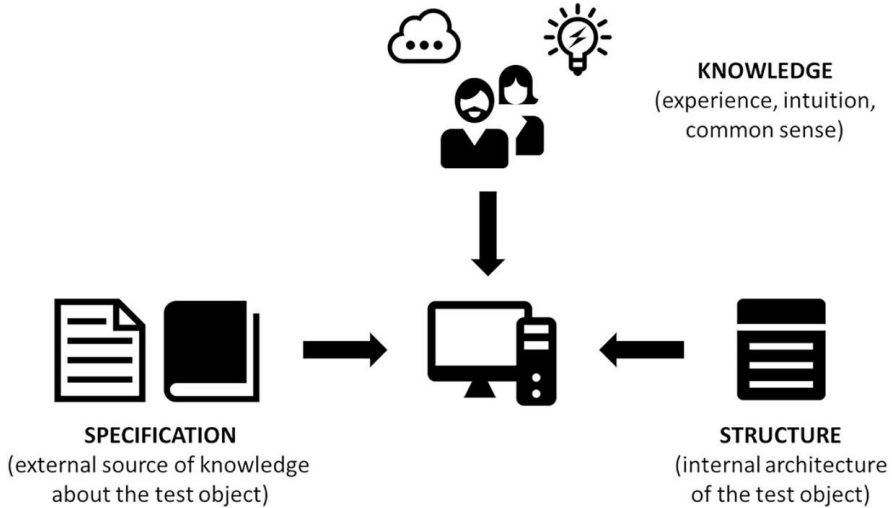 KNOWLEDGE
(experience, intuition,
common sense)
SPECIFICATION
(external source of knowledge
about the test object)
STRUCTURE
(internal architecture
of the test object)